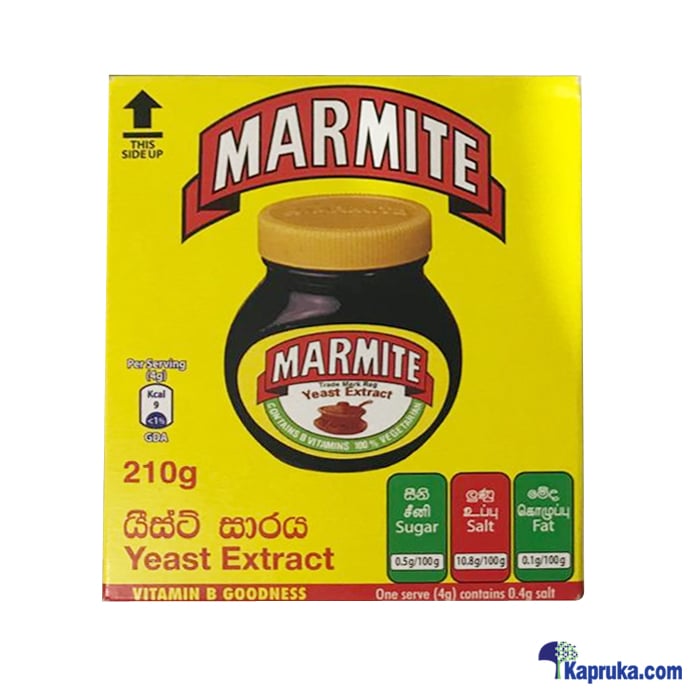 THIS
SIDE UP
MARMITE
MARMITE
Trade Mark Reg
Yeast Extract
CONTAINS B VITAMINS 100% VEGETARIAN
Per Serving
(4g)
Kcal
9
<1%
GDA
210g
යීස්ට් සාරය
Yeast Extract
සීනි
சீனி
Sugar
0.5g/100g
ලුණු
உப்பு
Salt
10.8g/100g
මේද
கொழுப்பு
Fat
0.1g/100g
VITAMIN B GOODNESS
One serve (4g) contains 0.4g salt
Kapruka.com